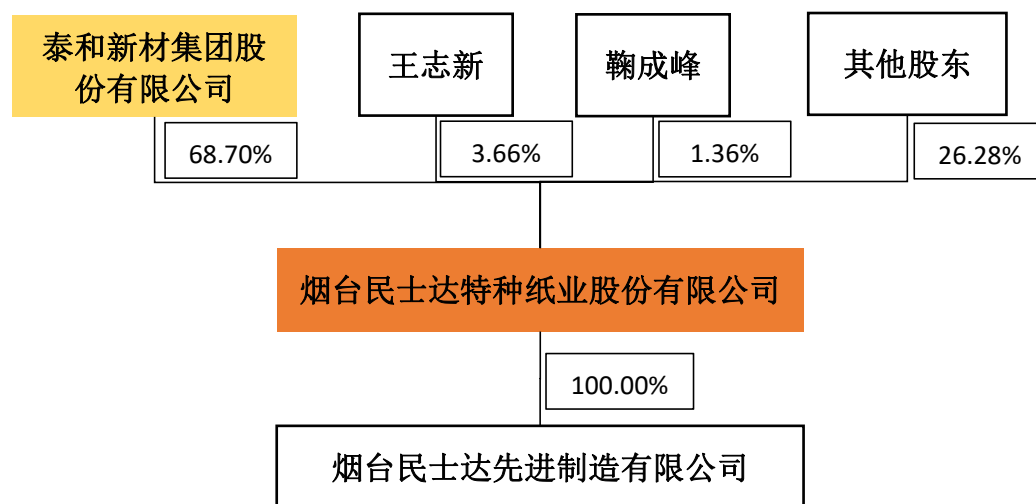 泰和新材集团股
份有限公司
王志新
鞠成峰
其他股东
68.70%
3.66%
1.36%
26.28%
烟台民士达特种纸业股份有限公司
100.00%
烟台民士达先进制造有限公司